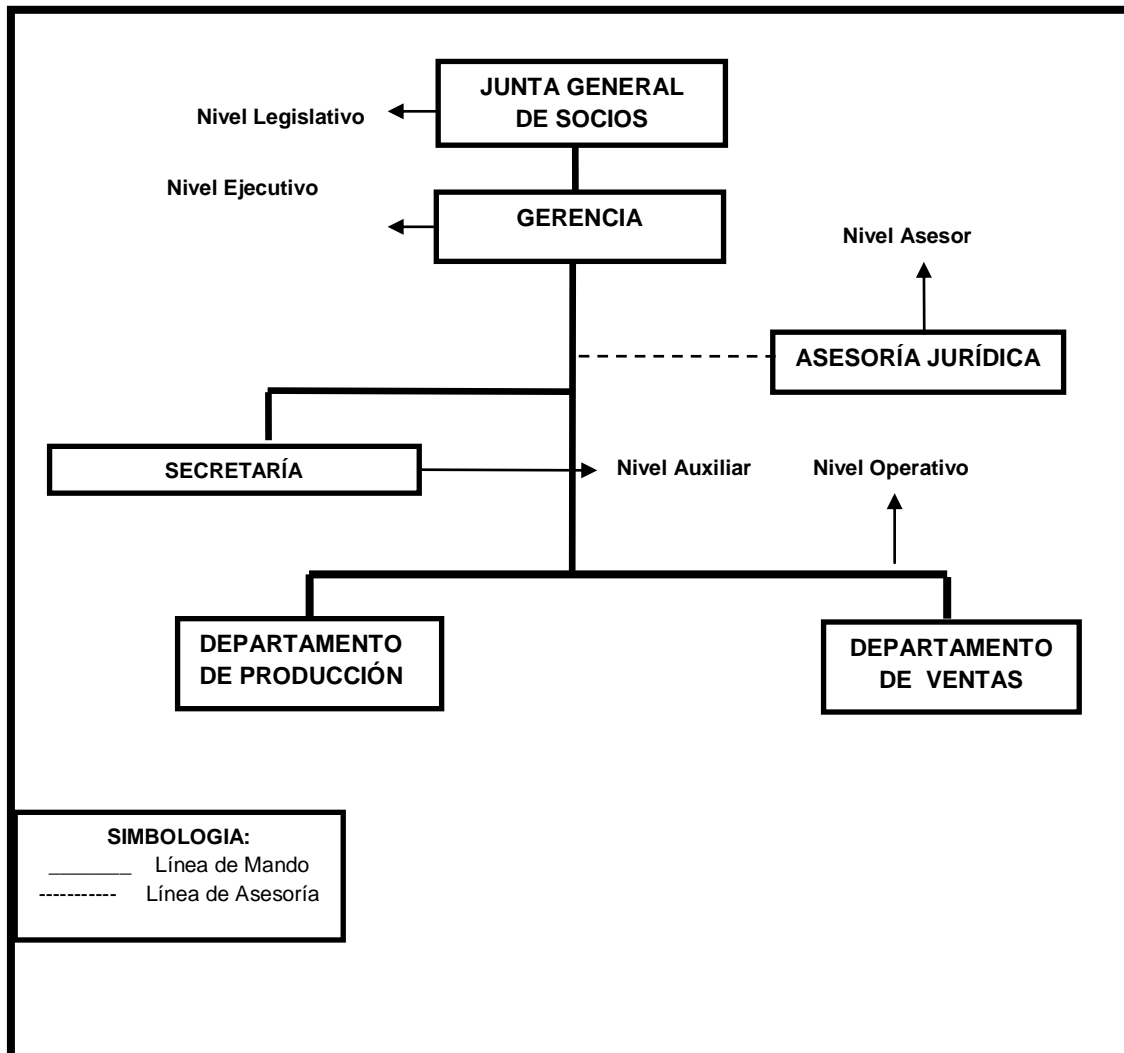 JUNTA GENERAL
DE SOCIOS
Nivel Legislativo
Nivel Ejecutivo
GERENCIA
Nivel Asesor
ASESORÍA JURÍDICA
SECRETARÍA
Nivel Auxiliar
Nivel Operativo
DEPARTAMENTO
DE PRODUCCIÓN
DEPARTAMENTO
DE VENTAS
SIMBOLOGIA:
_______ Línea de Mando
----------- Línea de Asesoría